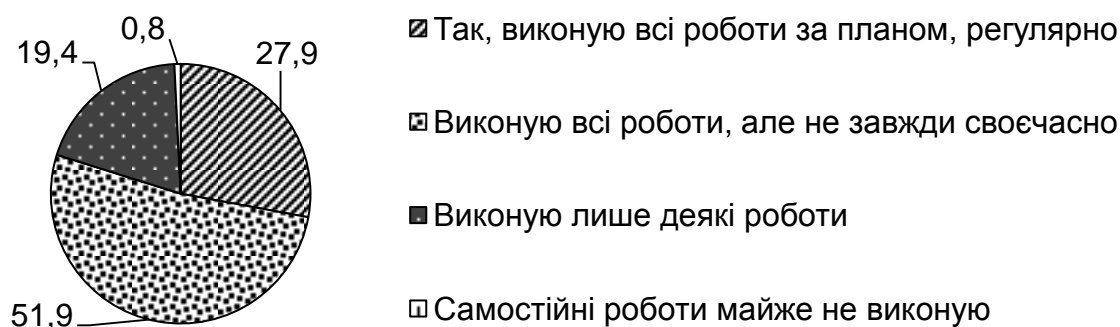 0,8
19,4
27,9
51,9
Так, виконую всі роботи за планом, регулярно
Виконую всі роботи, але не завжди своєчасно
Виконую лише деякі роботи
Самостійні роботи майже не виконую